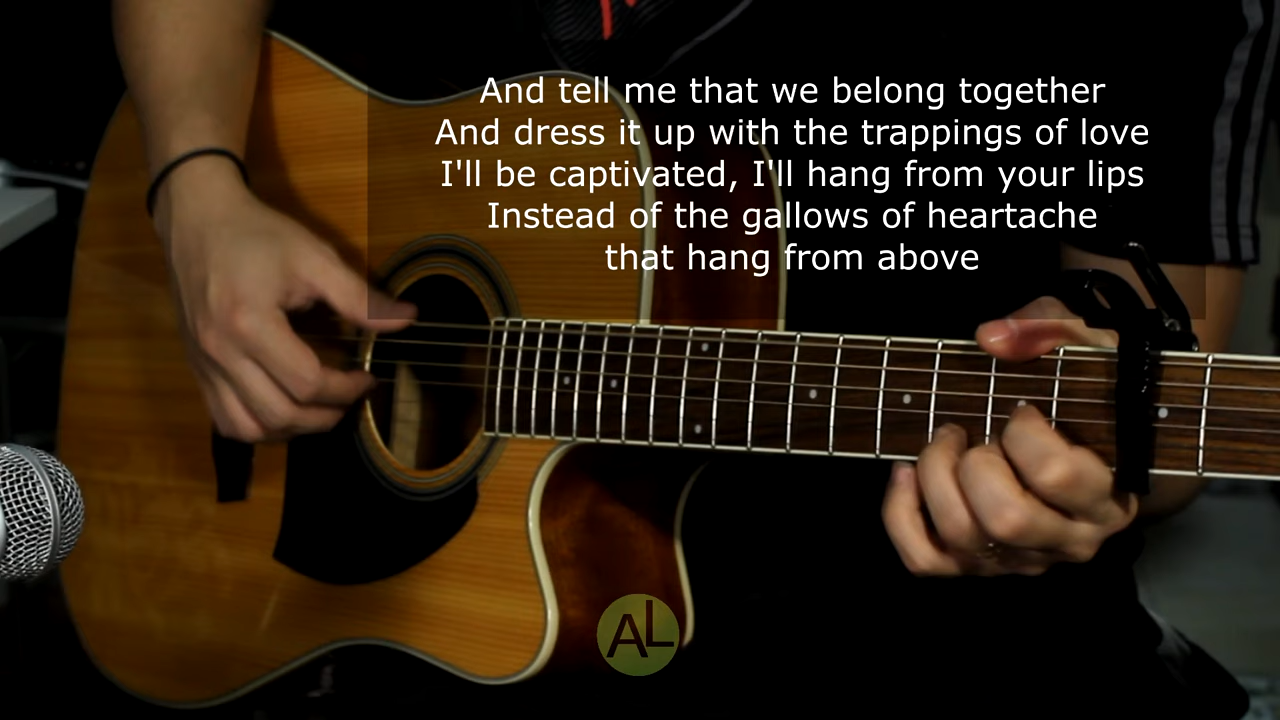 And tell me that we belong together
And dress it up with the trappings of love
I'll be captivated, I'll hang from your lips
Instead of the gallows of heartache
that hang from above
AL